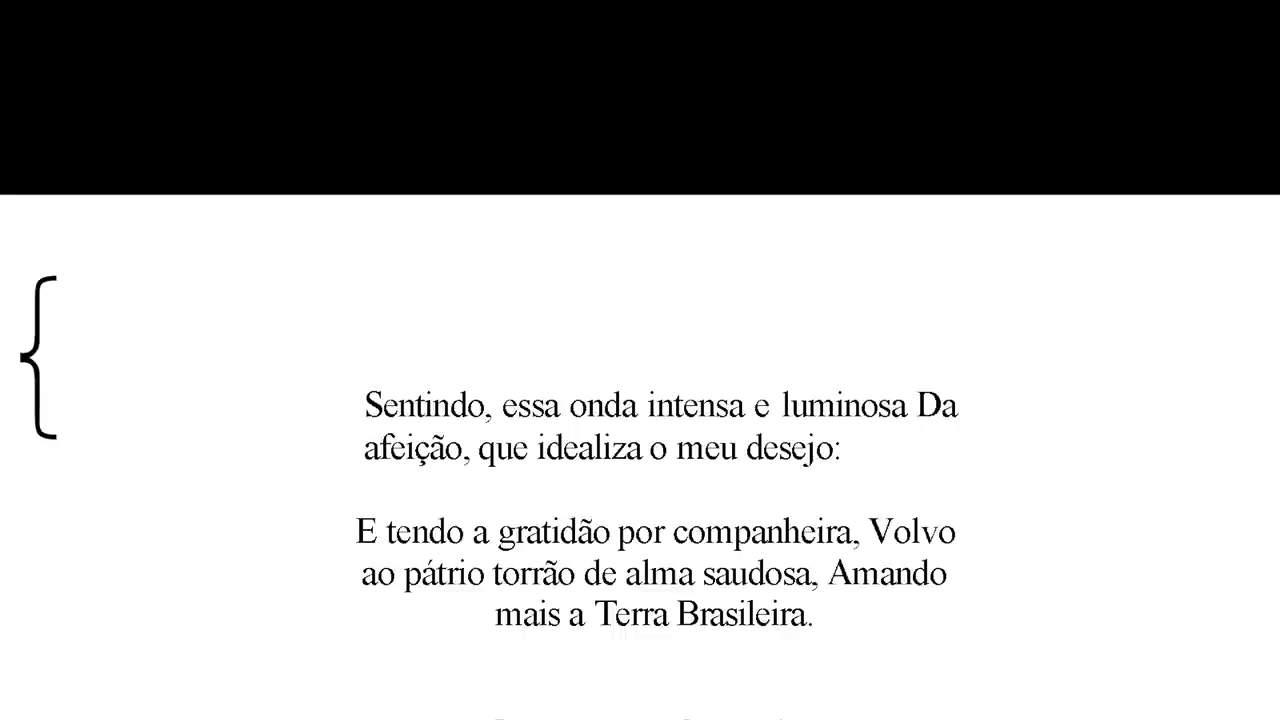 Sentindo, essa onda intensa e luminosa Da
afeição, que idealiza o meu desejo:
E tendo a gratidão por companheira, Volvo
ao pátrio torrão de alma saudosa, Amando
mais a Terra Brasileira.